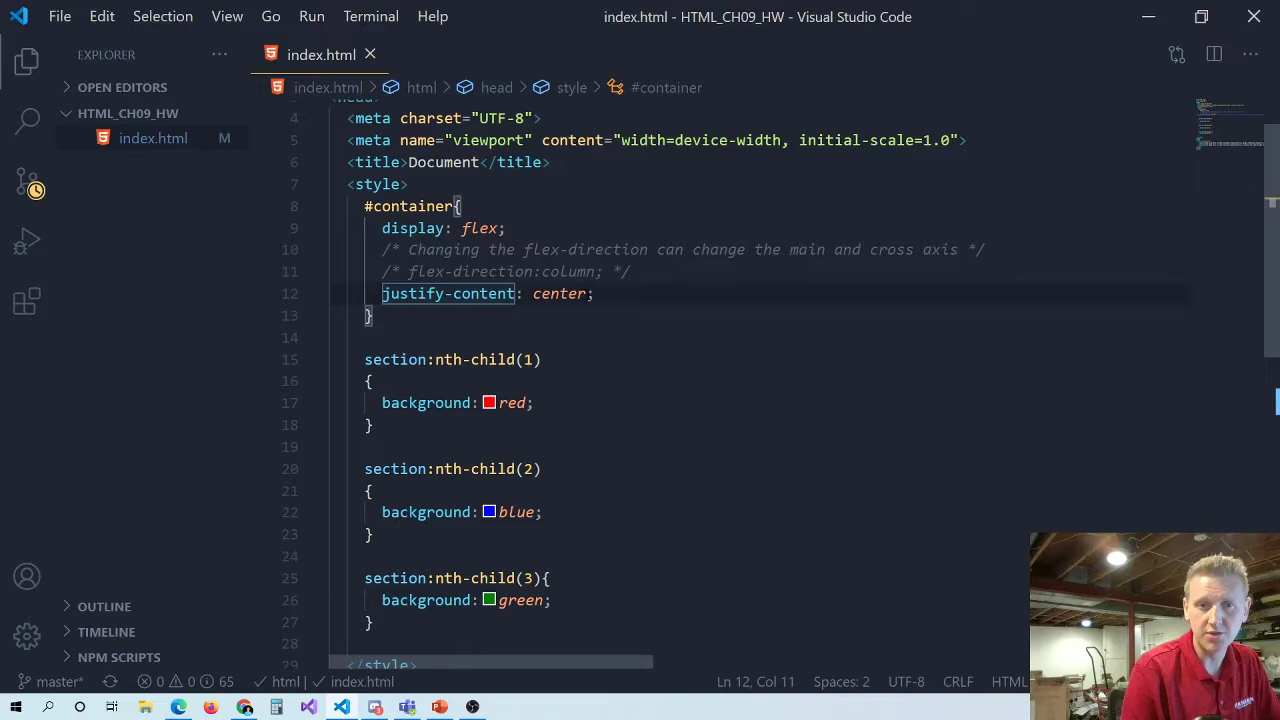 File Edit Selection View Go Run Terminal Help index.html - HTML_CH09_HW - Visual Studio Code
EXPLORER ··· index.html
OPEN EDITORS
HTML_CH09_HW
index.html M
index.html > html > head > style > #container
4 <meta charset="UTF-8">
5 <meta name="viewport" content="width=device-width, initial-scale=1.0">
6 <title>Document</title>
7 <style>
8 #container{
9 display: flex;
10 /* Changing the flex-direction can change the main and cross axis */
11 /* flex-direction:column; */
12 justify-content: center;
13 }
14
15 section:nth-child(1)
16 {
17 background: red;
18 }
19
20 section:nth-child(2)
21 {
22 background: blue;
23 }
24
25 section:nth-child(3){
26 background: green;
27 }
28
29 </style>
OUTLINE
TIMELINE
NPM SCRIPTS
master* 0 0 65 html index.html Ln 12, Col 11 Spaces: 2 UTF-8 CRLF HTML